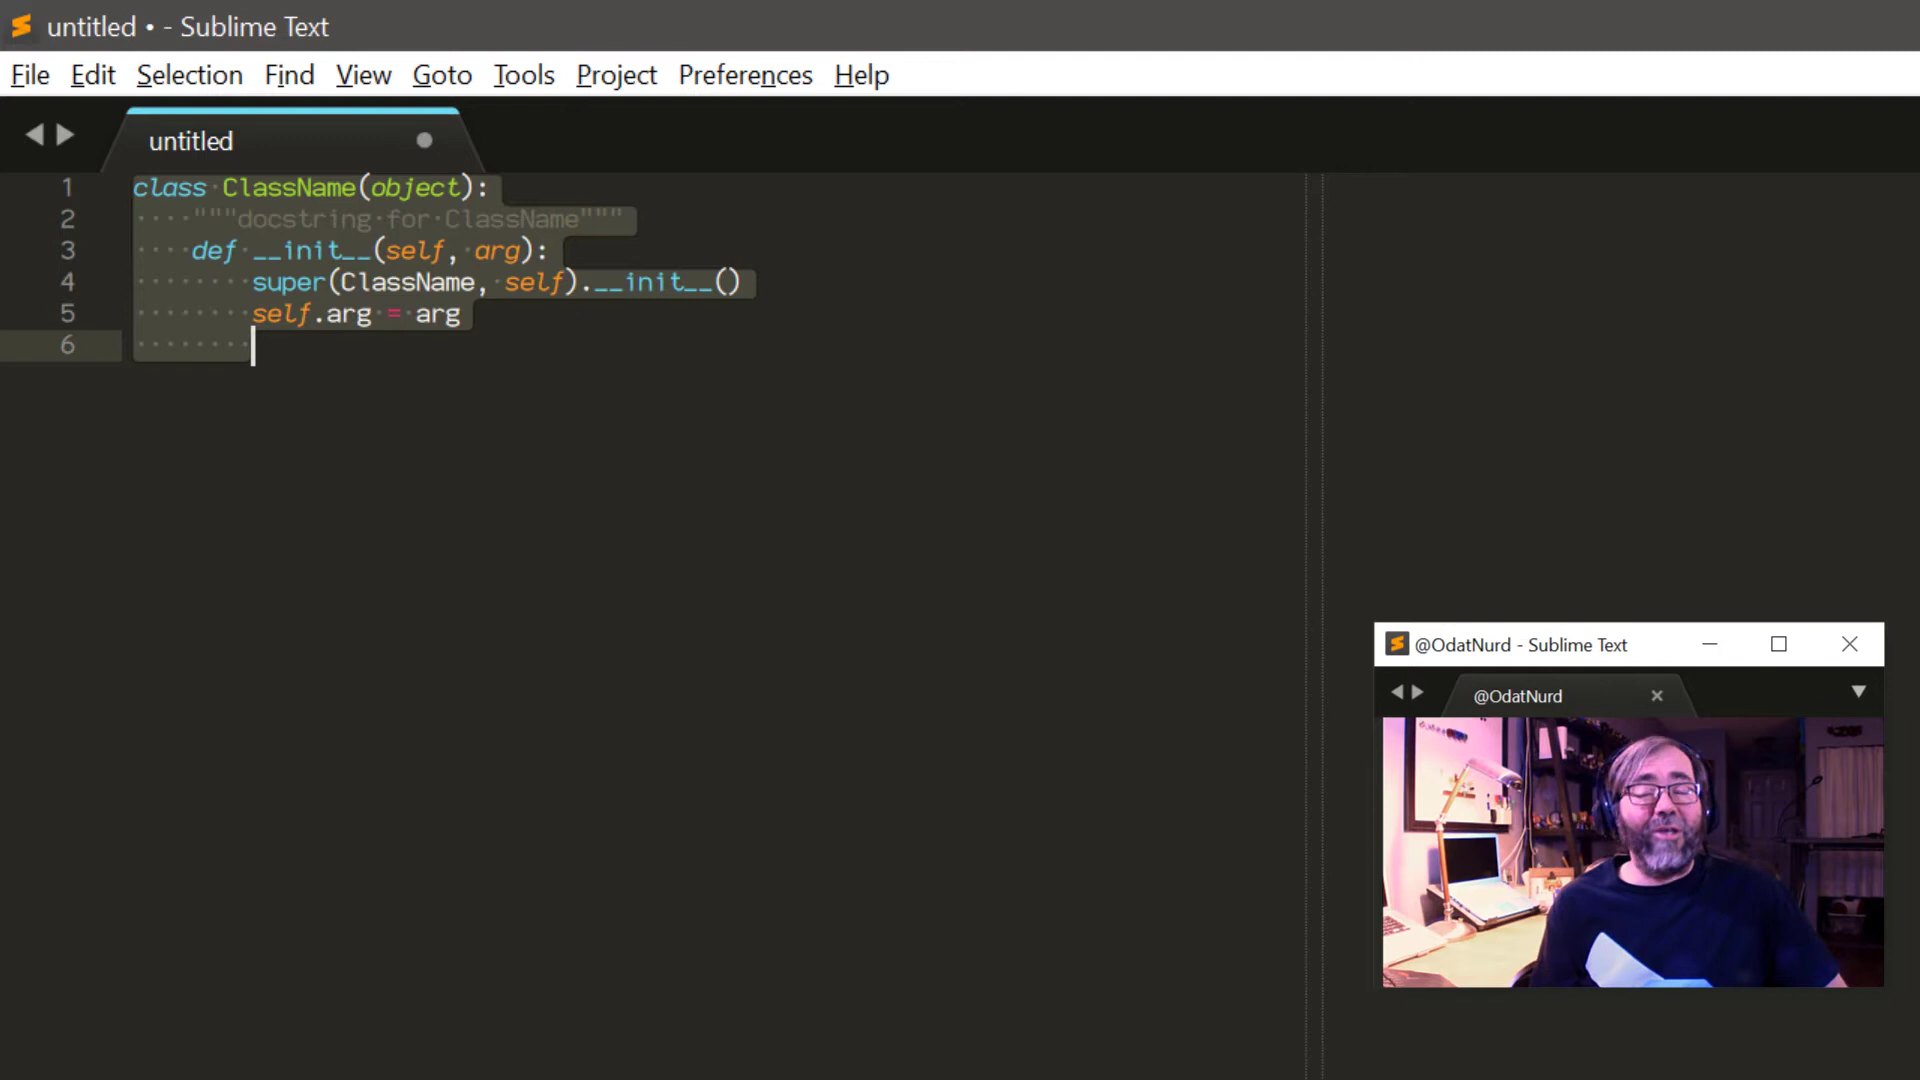 untitled • - Sublime Text
File Edit Selection Find View Goto Tools Project Preferences Help
untitled
1 class ClassName(object):
2 """docstring for ClassName"""
3 def __init__(self, arg):
4 super(ClassName, self).__init__()
5 self.arg = arg
6
@OdatNurd - Sublime Text
@OdatNurd